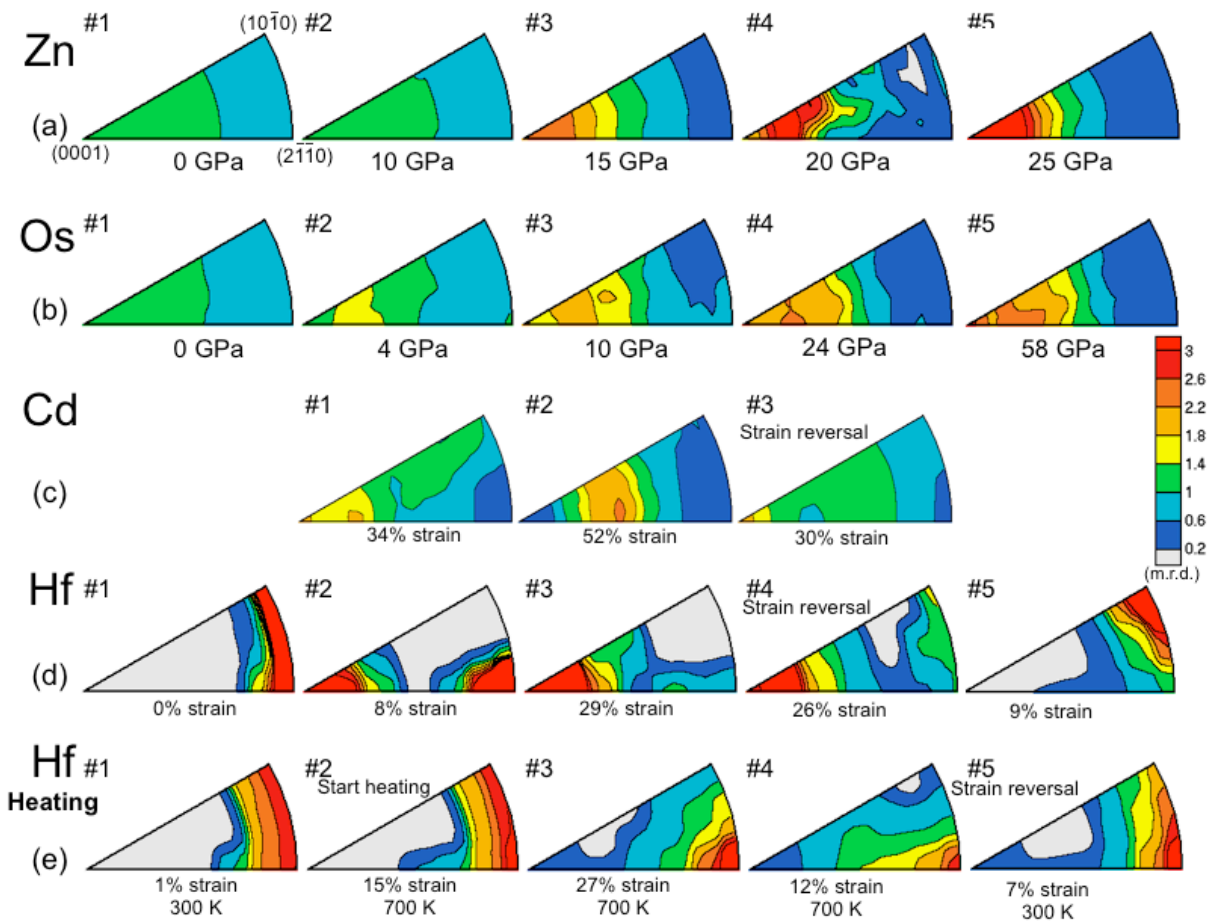 Zn #1 (10̅10) #2 #3 #4 #5
(a) (0001) 0 GPa (2̅1̅10) 10 GPa 15 GPa 20 GPa 25 GPa
Os #1 #2 #3 #4 #5
(b) 0 GPa 4 GPa 10 GPa 24 GPa 58 GPa
Cd #1 #2 #3
Strain reversal
(c) 34% strain 52% strain 30% strain
3
2.6
2.2
1.8
1.4
1
0.6
0.2
(m.r.d.)
Hf #1 #2 #3 #4 #5
Strain reversal
(d) 0% strain 8% strain 29% strain 26% strain 9% strain
Hf #1 #2 #3 #4 #5
Heating Start heating Strain reversal
(e) 1% strain 15% strain 27% strain 12% strain 7% strain
300 K 700 K 700 K 700 K 300 K